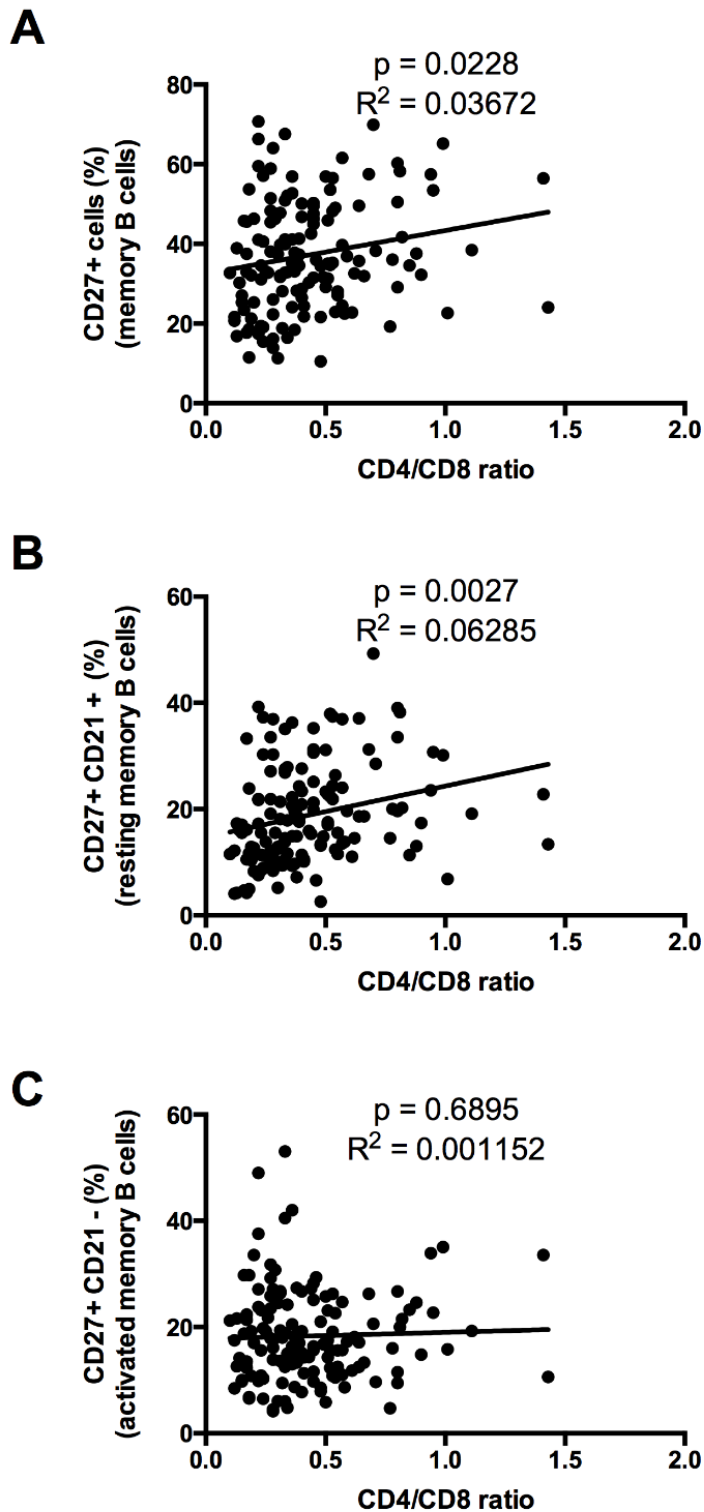 A
p = 0.0228
R² = 0.03672
CD27+ cells (%)
(memory B cells)
80
60
40
20
0
0.0 0.5 1.0 1.5 2.0
CD4/CD8 ratio
B
p = 0.0027
R² = 0.06285
CD27+ CD21 + (%)
(resting memory B cells)
60
40
20
0
0.0 0.5 1.0 1.5 2.0
CD4/CD8 ratio
C
p = 0.6895
R² = 0.001152
CD27+ CD21 - (%)
(activated memory B cells)
60
40
20
0
0.0 0.5 1.0 1.5 2.0
CD4/CD8 ratio